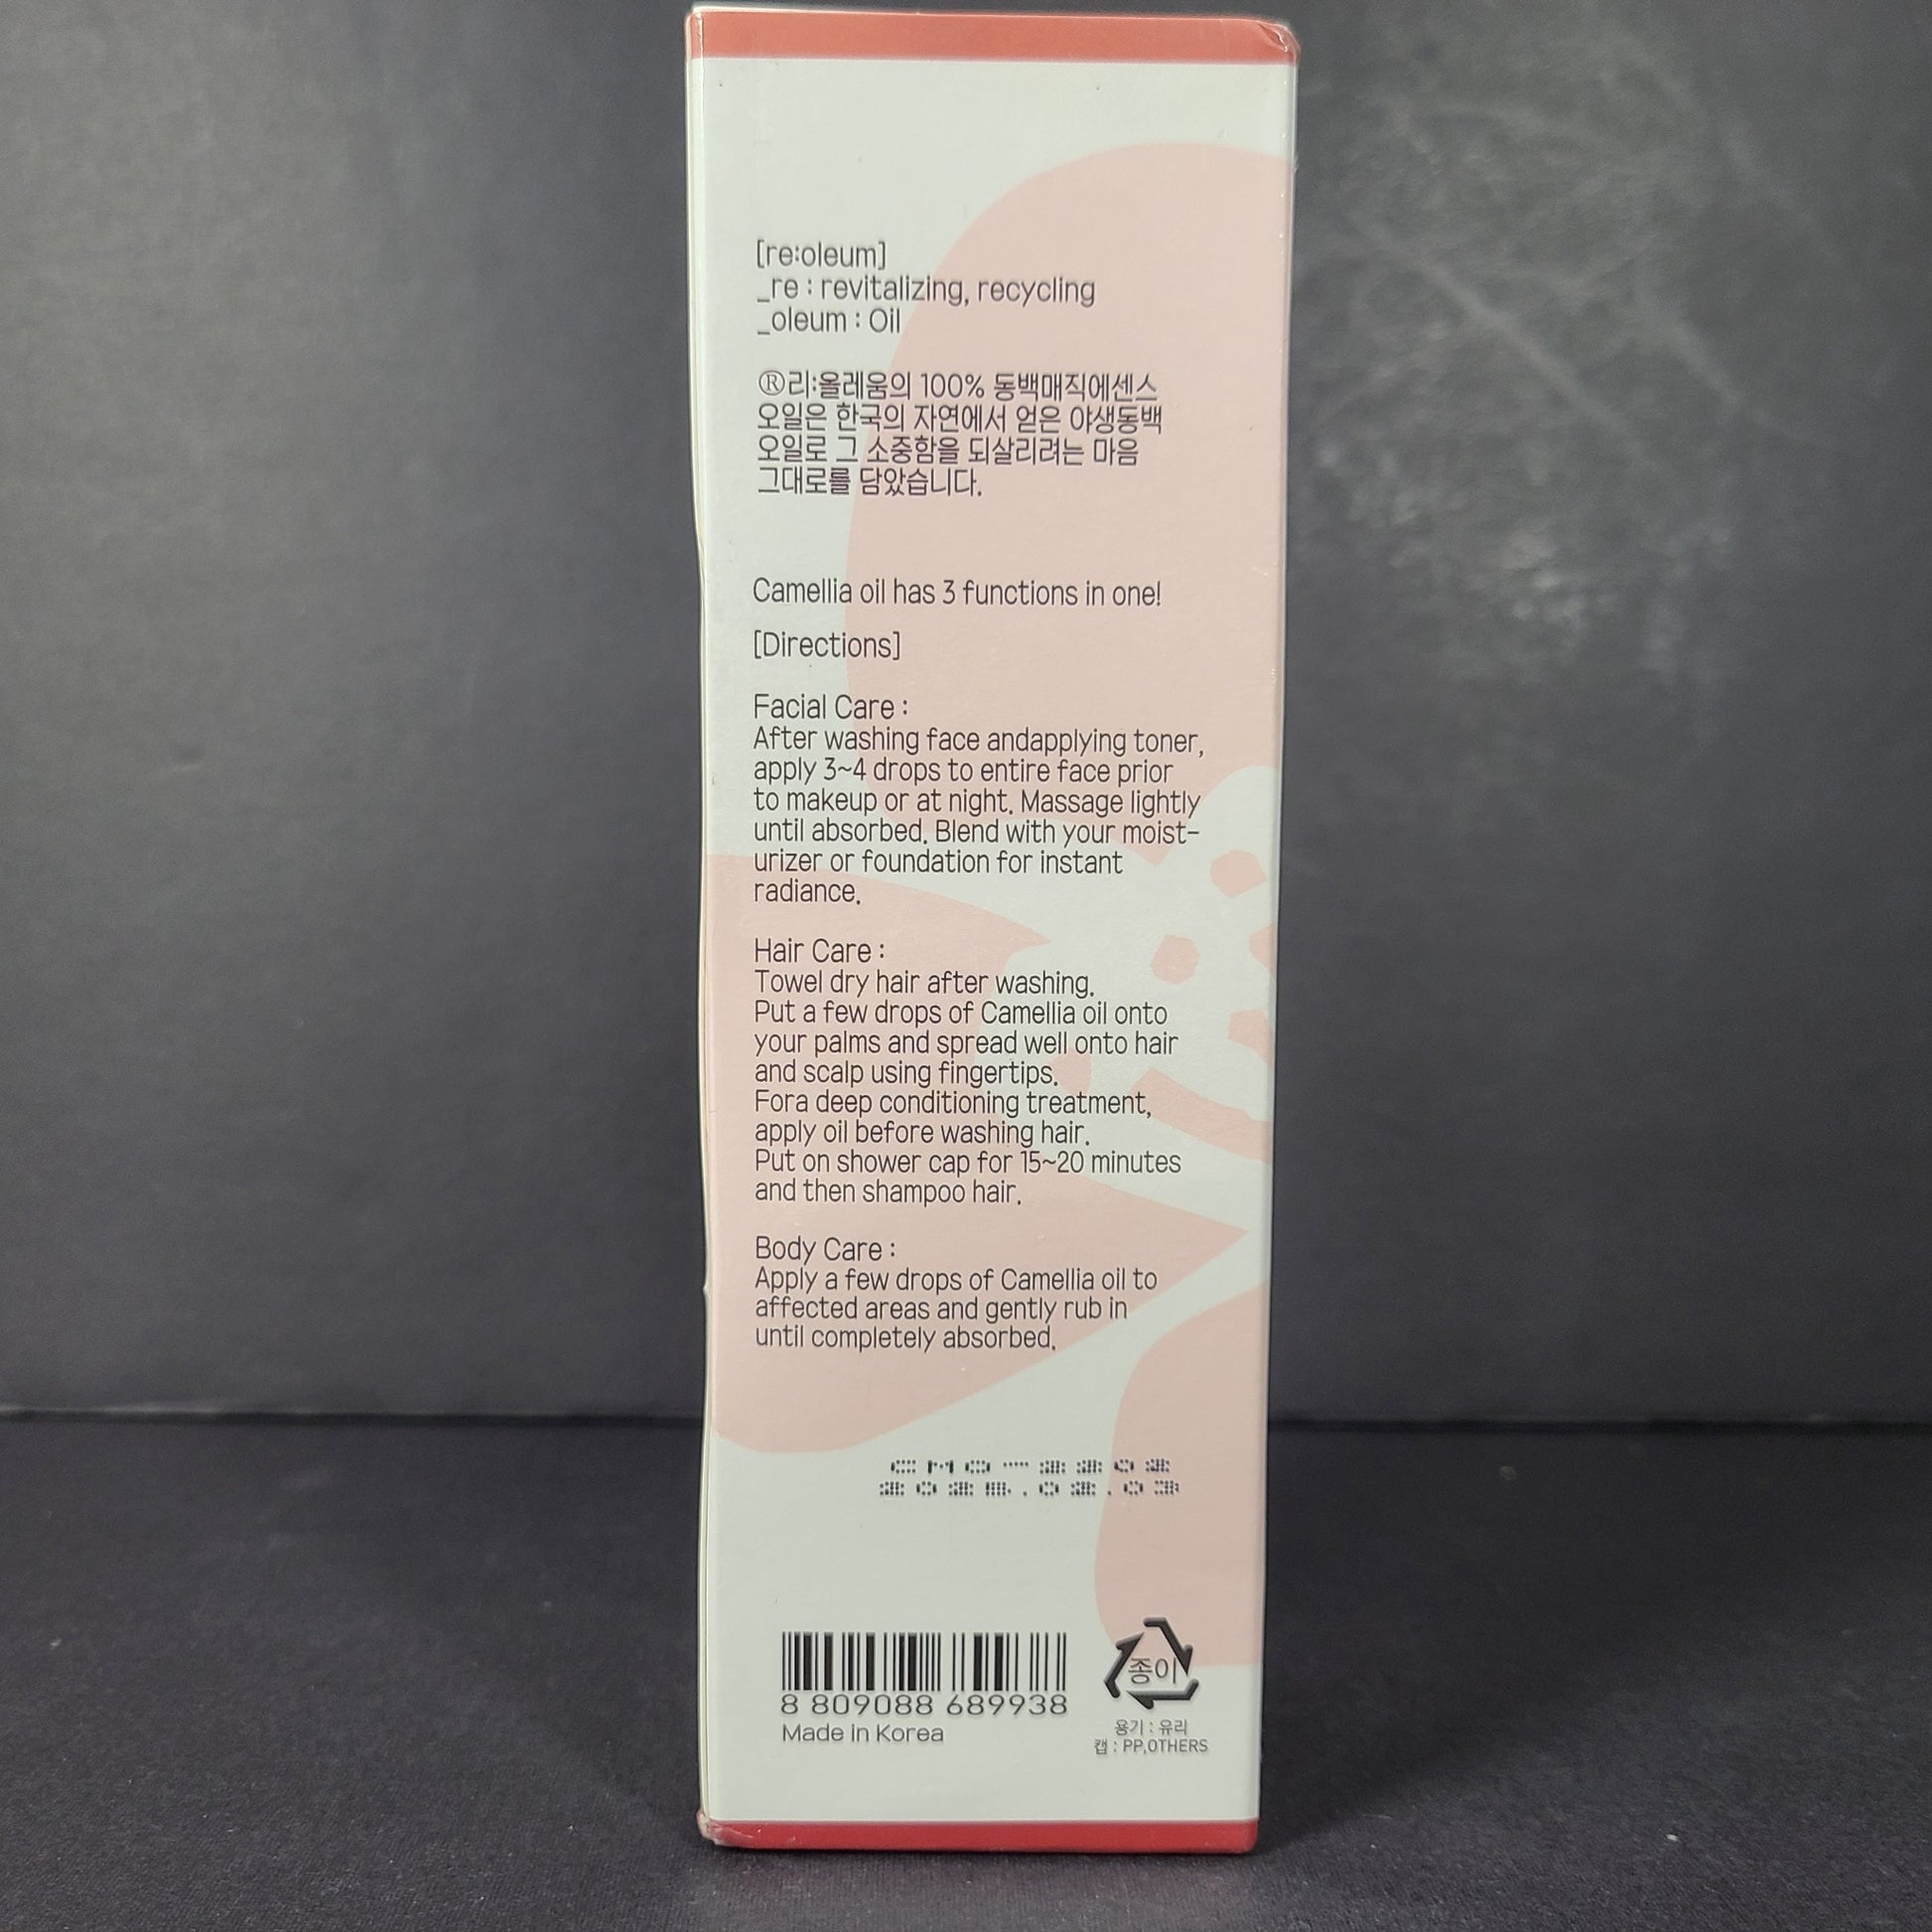 [re:oleum]
_re : revitalizing, recycling
_oleum : Oil
®리:올레움의 100% 동백매직에센스
오일은 한국의 자연에서 얻은 야생동백
오일로 그 소중함을 되살리려는 마음
그대로를 담았습니다.
Camellia oil has 3 functions in one!
[Directions]
Facial Care :
After washing face andapplying toner,
apply 3~4 drops to entire face prior
to makeup or at night. Massage lightly
until absorbed. Blend with your moist-
urizer or foundation for instant
radiance.
Hair Care :
Towel dry hair after washing.
Put a few drops of Camellia oil onto
your palms and spread well onto hair
and scalp using fingertips.
Fora deep conditioning treatment,
apply oil before washing hair.
Put on shower cap for 15~20 minutes
and then shampoo hair.
Body Care :
Apply a few drops of Camellia oil to
affected areas and gently rub in
until completely absorbed.
8 809088 689938
Made in Korea
종이
용기 : 유리
캡 : PP,OTHERS